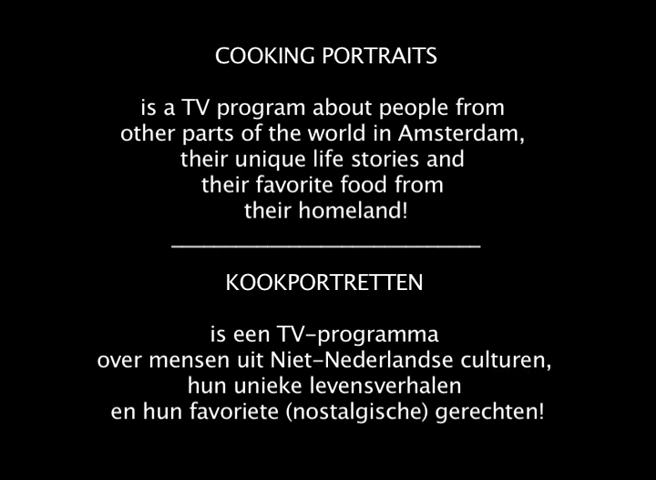 COOKING PORTRAITS
is a TV program about people from
other parts of the world in Amsterdam,
their unique life stories and
their favorite food from
their homeland!
KOOKPORTRETTEN
is een TV-programma
over mensen uit Niet-Nederlandse culturen,
hun unieke levensverhalen
en hun favoriete (nostalgische) gerechten!